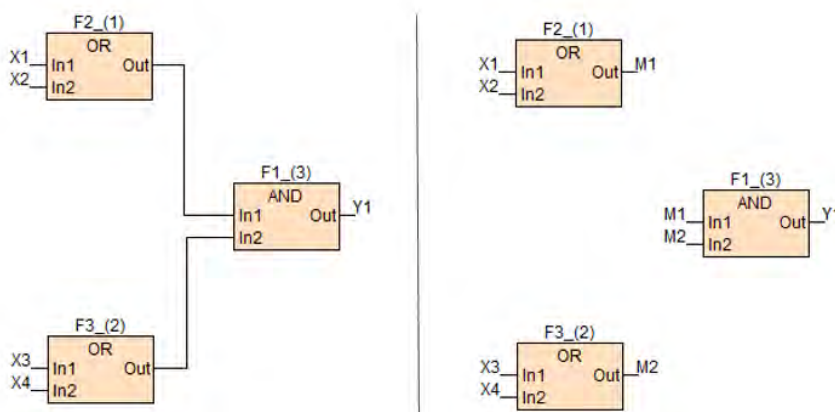 F2_(1)
OR
X1 In1 Out
X2 In2
F1_(3)
AND
In1 Out Y1
In2
F3_(2)
OR
X3 In1 Out
X4 In2
F2_(1)
OR
X1 In1 Out M1
X2 In2
F1_(3)
AND
M1 In1 Out Y1
M2 In2
F3_(2)
OR
X3 In1 Out M2
X4 In2